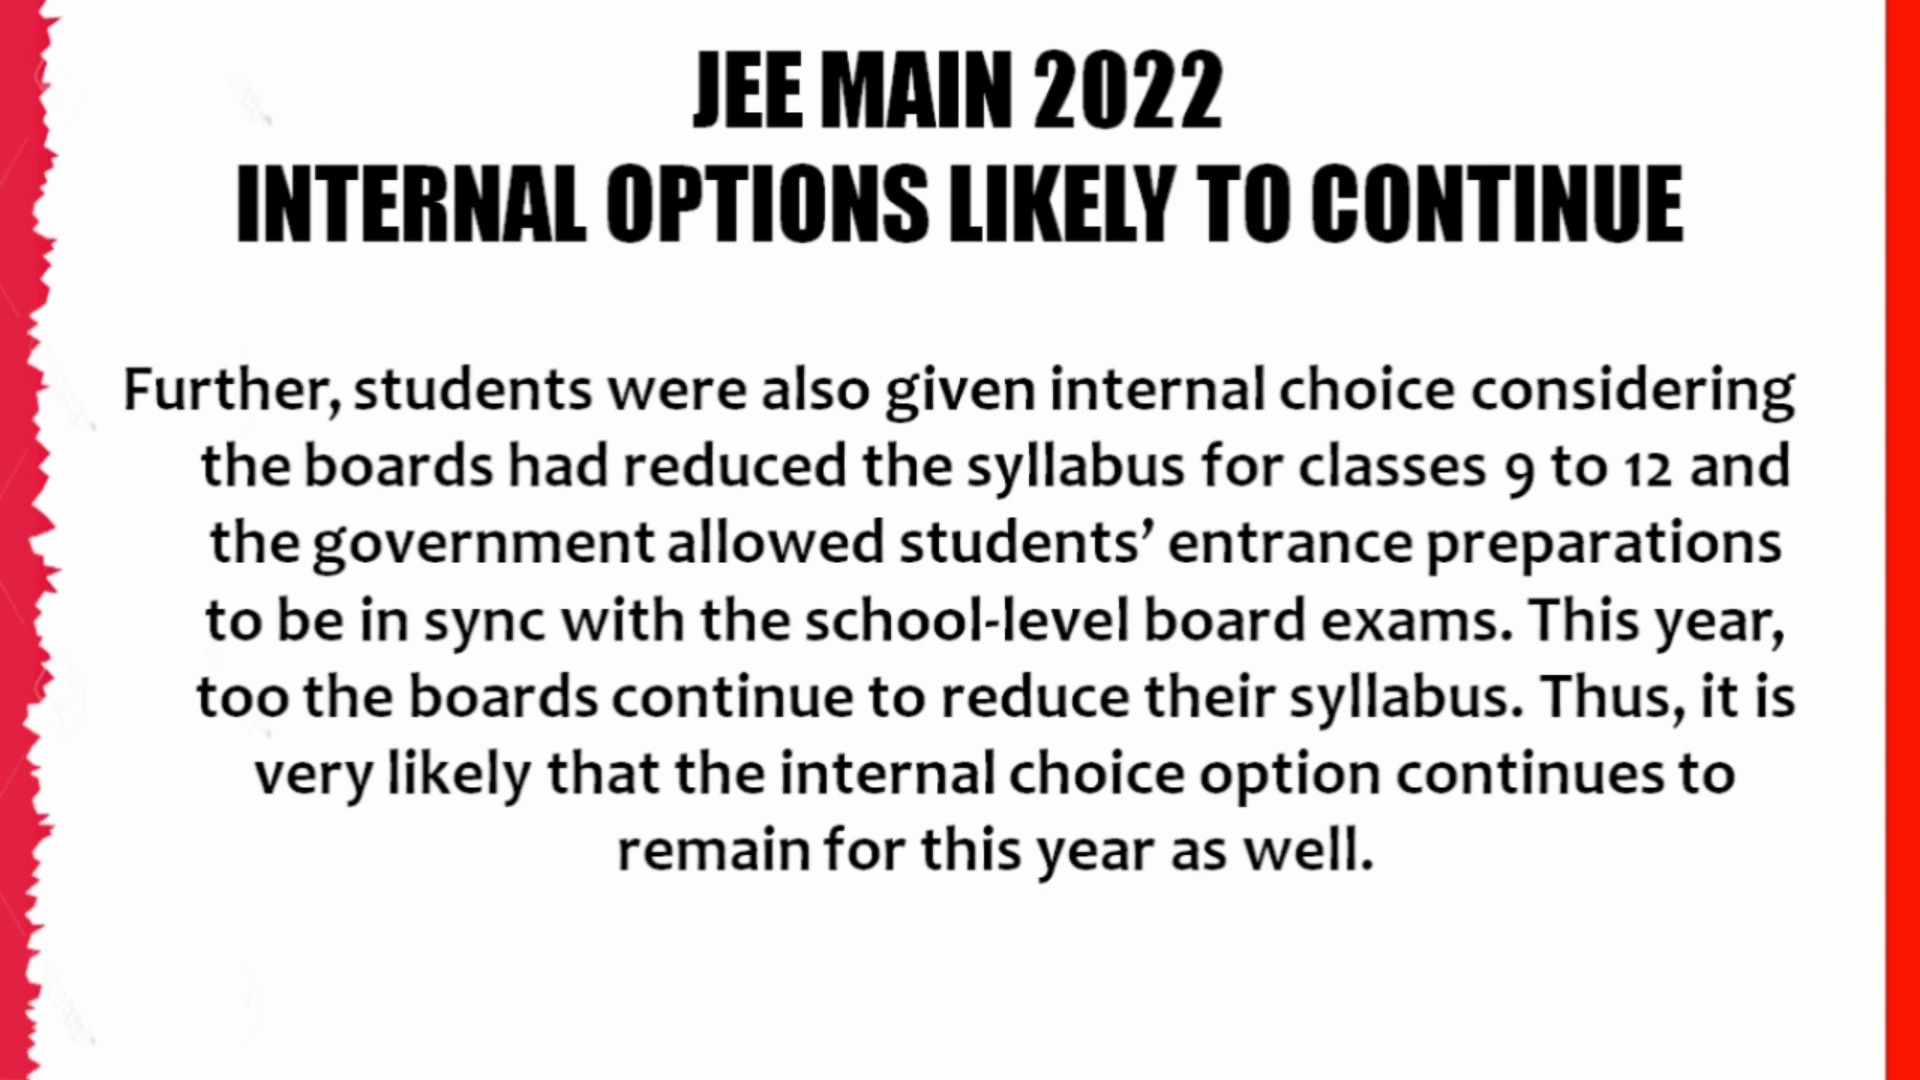 JEE MAIN 2022
INTERNAL OPTIONS LIKELY TO CONTINUE
Further, students were also given internal choice considering
the boards had reduced the syllabus for classes 9 to 12 and
the government allowed students’ entrance preparations
to be in sync with the school-level board exams. This year,
too the boards continue to reduce their syllabus. Thus, it is
very likely that the internal choice option continues to
remain for this year as well.